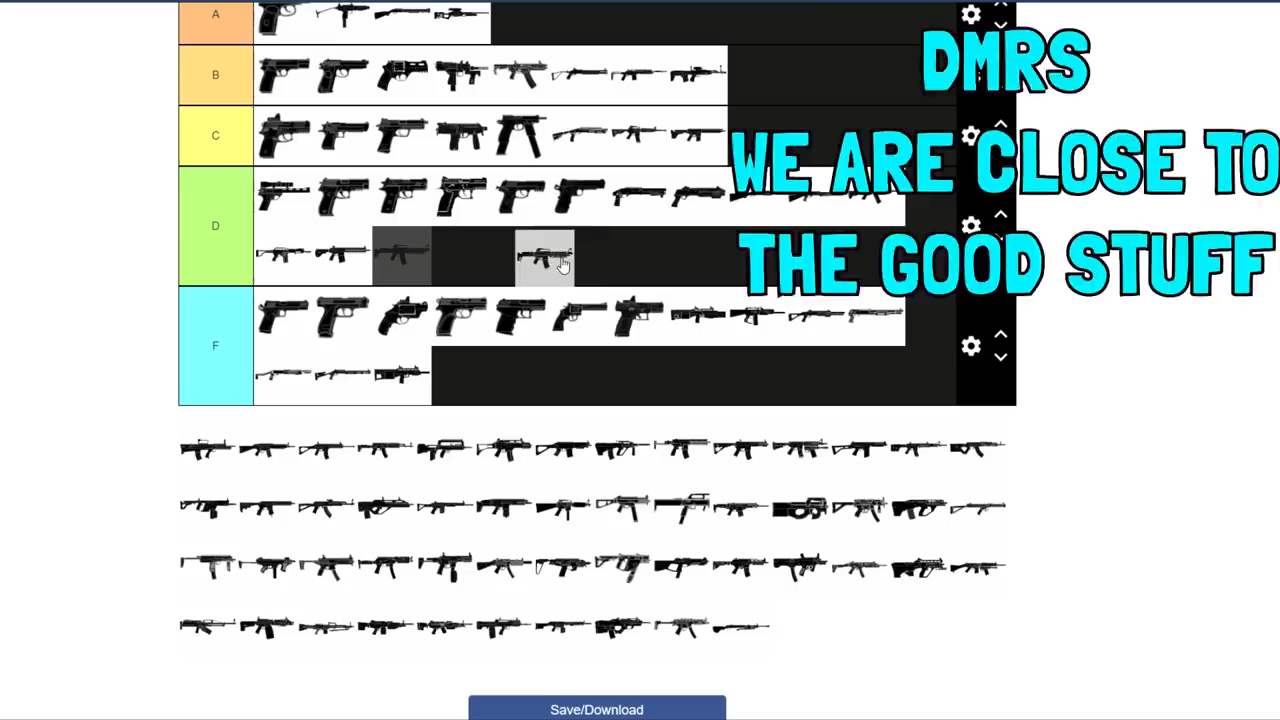 A
B
C
D
F
DMRS
WE ARE CLOSE TO
THE GOOD STUFF
Save/Download